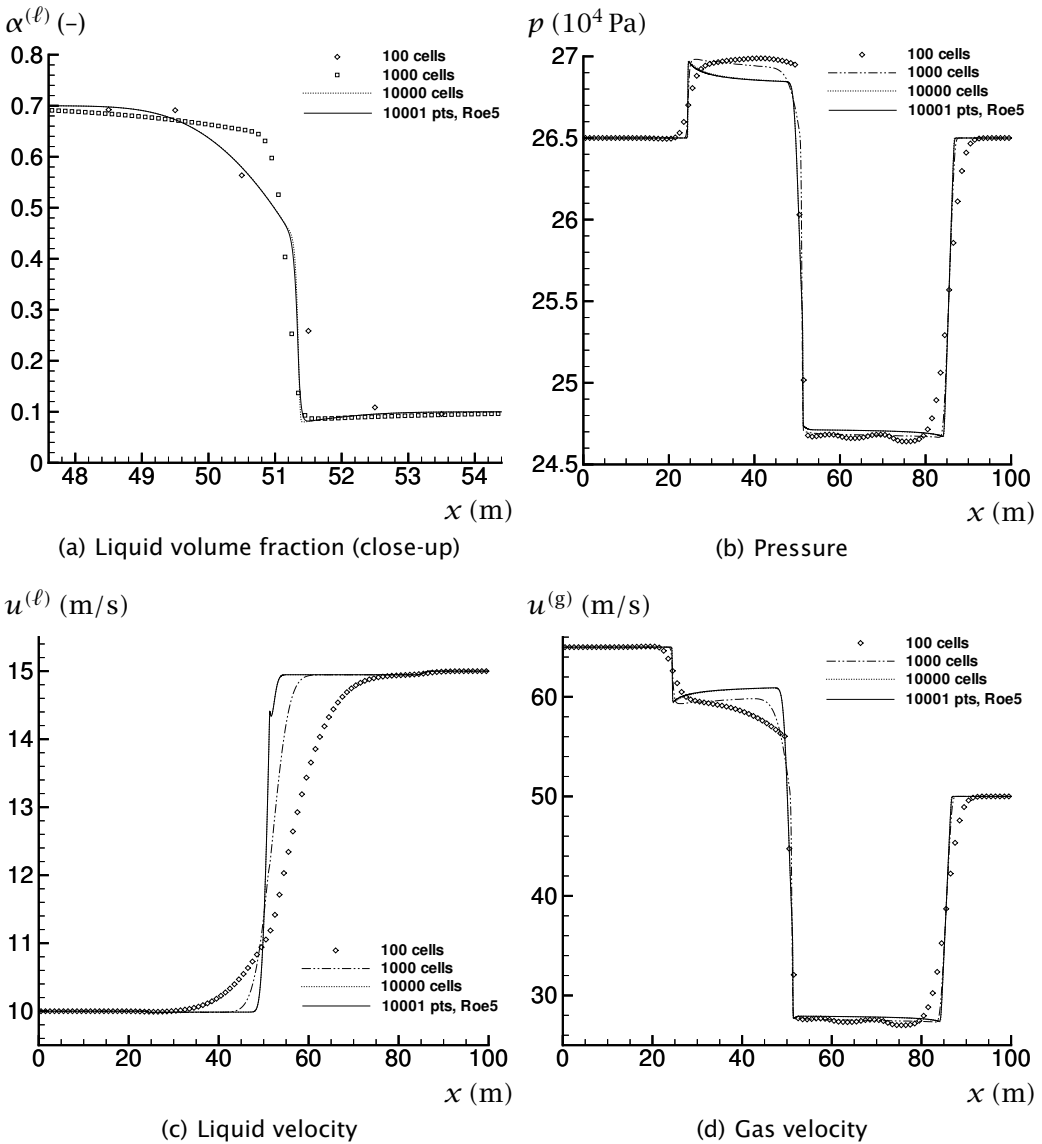 α^(ℓ) (–)
0.8
0.7
0.6
0.5
0.4
0.3
0.2
0.1
0
48 49 50 51 52 53 54
x (m)
100 cells
1000 cells
10000 cells
10001 pts, Roe5
(a) Liquid volume fraction (close-up)
p (10^4 Pa)
27
26.5
26
25.5
25
24.5
0 20 40 60 80 100
x (m)
100 cells
1000 cells
10000 cells
10001 pts, Roe5
(b) Pressure
u^(ℓ) (m/s)
15
14
13
12
11
10
0 20 40 60 80 100
x (m)
100 cells
1000 cells
10000 cells
10001 pts, Roe5
(c) Liquid velocity
u^(g) (m/s)
60
50
40
30
0 20 40 60 80 100
x (m)
100 cells
1000 cells
10000 cells
10001 pts, Roe5
(d) Gas velocity